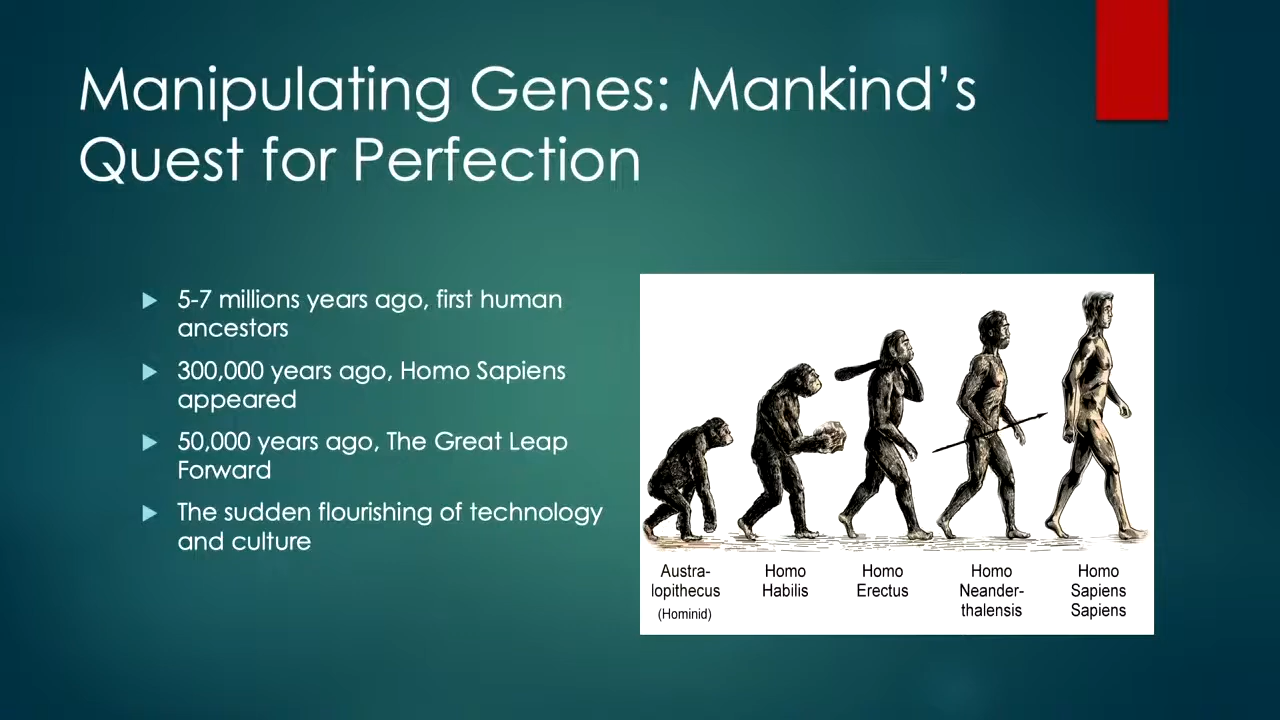 Manipulating Genes: Mankind's
Quest for Perfection
5-7 millions years ago, first human
ancestors
300,000 years ago, Homo Sapiens
appeared
50,000 years ago, The Great Leap
Forward
The sudden flourishing of technology
and culture
Austra-
lopithecus
(Hominid)
Homo
Habilis
Homo
Erectus
Homo
Neander-
thalensis
Homo
Sapiens
Sapiens